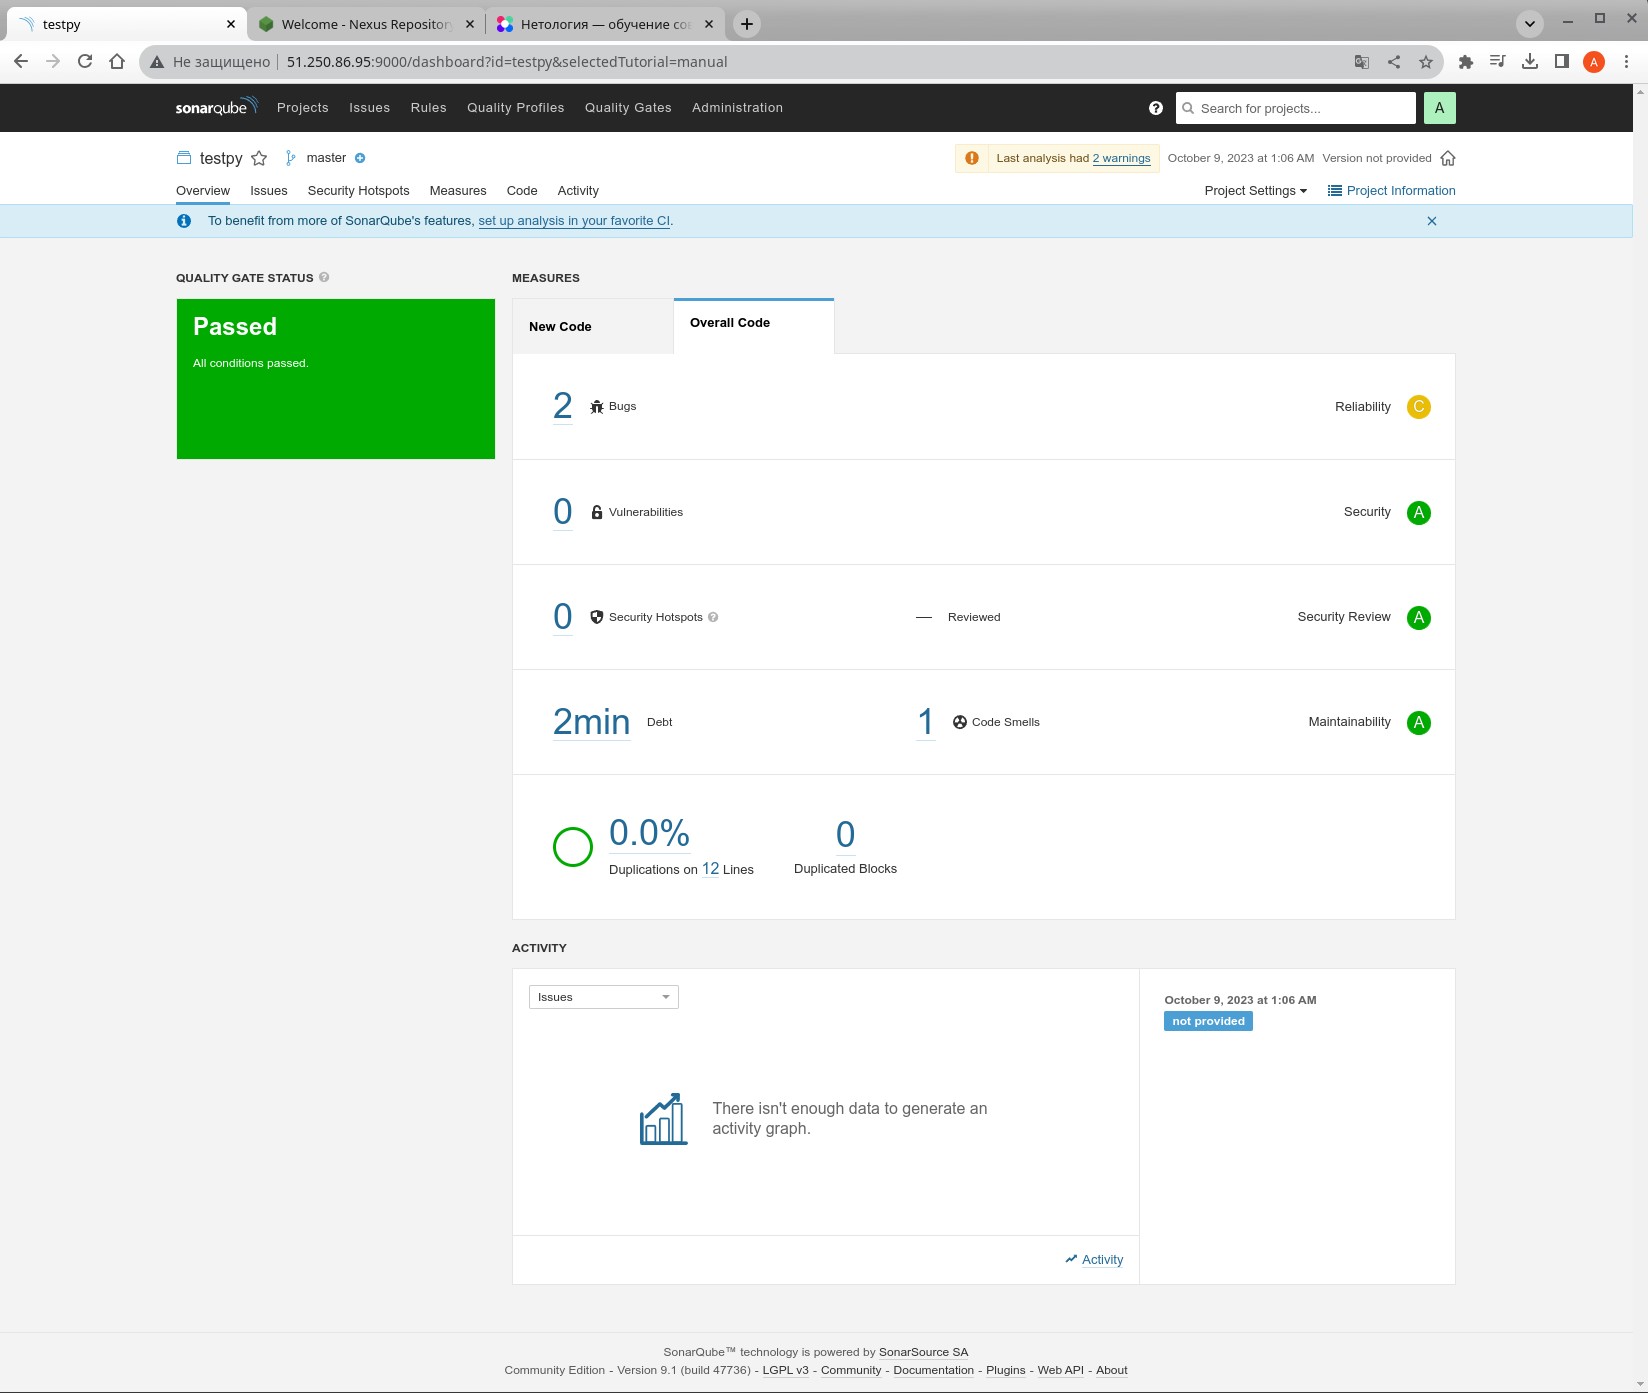 testpy
Welcome - Nexus Repository
Нетология — обучение со
Не защищено
51.250.86.95:9000/dashboard?id=testpy&selectedTutorial=manual
A
sonarqube
Projects
Issues
Rules
Quality Profiles
Quality Gates
Administration
Search for projects...
A
testpy
master
Last analysis had 2 warnings
October 9, 2023 at 1:06 AM
Version not provided
Overview
Issues
Security Hotspots
Measures
Code
Activity
Project Settings
Project Information
To benefit from more of SonarQube's features, set up analysis in your favorite CI.
QUALITY GATE STATUS
Passed
All conditions passed.
MEASURES
New Code
Overall Code
2 Bugs
Reliability C
0 Vulnerabilities
Security A
0 Security Hotspots
— Reviewed
Security Review A
2min Debt
1 Code Smells
Maintainability A
0.0%
Duplications on 12 Lines
0
Duplicated Blocks
ACTIVITY
Issues
There isn't enough data to generate an
activity graph.
Activity
October 9, 2023 at 1:06 AM
not provided
SonarQube™ technology is powered by SonarSource SA
Community Edition - Version 9.1 (build 47736) - LGPL v3 - Community - Documentation - Plugins - Web API - About